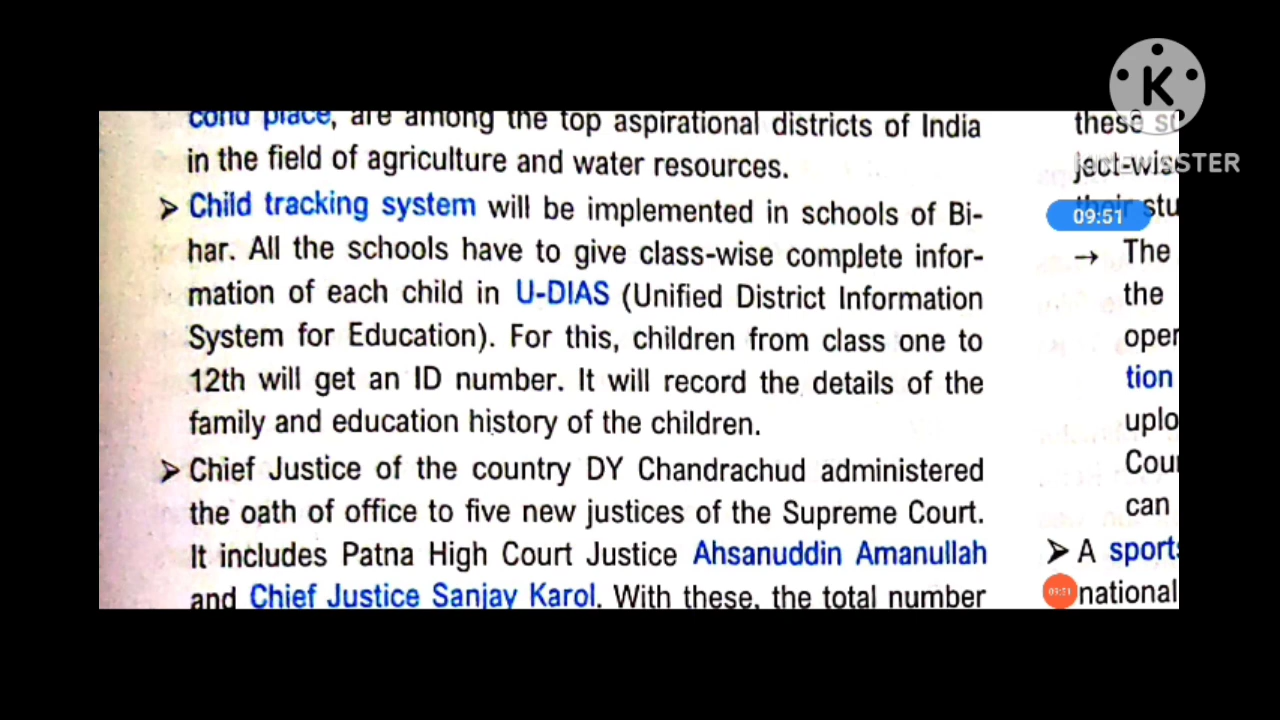 cond place, are among the top aspirational districts of India
in the field of agriculture and water resources.
➢ Child tracking system will be implemented in schools of Bi-
har. All the schools have to give class-wise complete infor-
mation of each child in U-DIAS (Unified District Information
System for Education). For this, children from class one to
12th will get an ID number. It will record the details of the
family and education history of the children.
➢ Chief Justice of the country DY Chandrachud administered
the oath of office to five new justices of the Supreme Court.
It includes Patna High Court Justice Ahsanuddin Amanullah
and Chief Justice Sanjay Karol. With these, the total number
these
ject-wis
their stu
→ The
the
oper
tion
uplo
Cou
can
➢ A sports
national
K
09:51
09:51